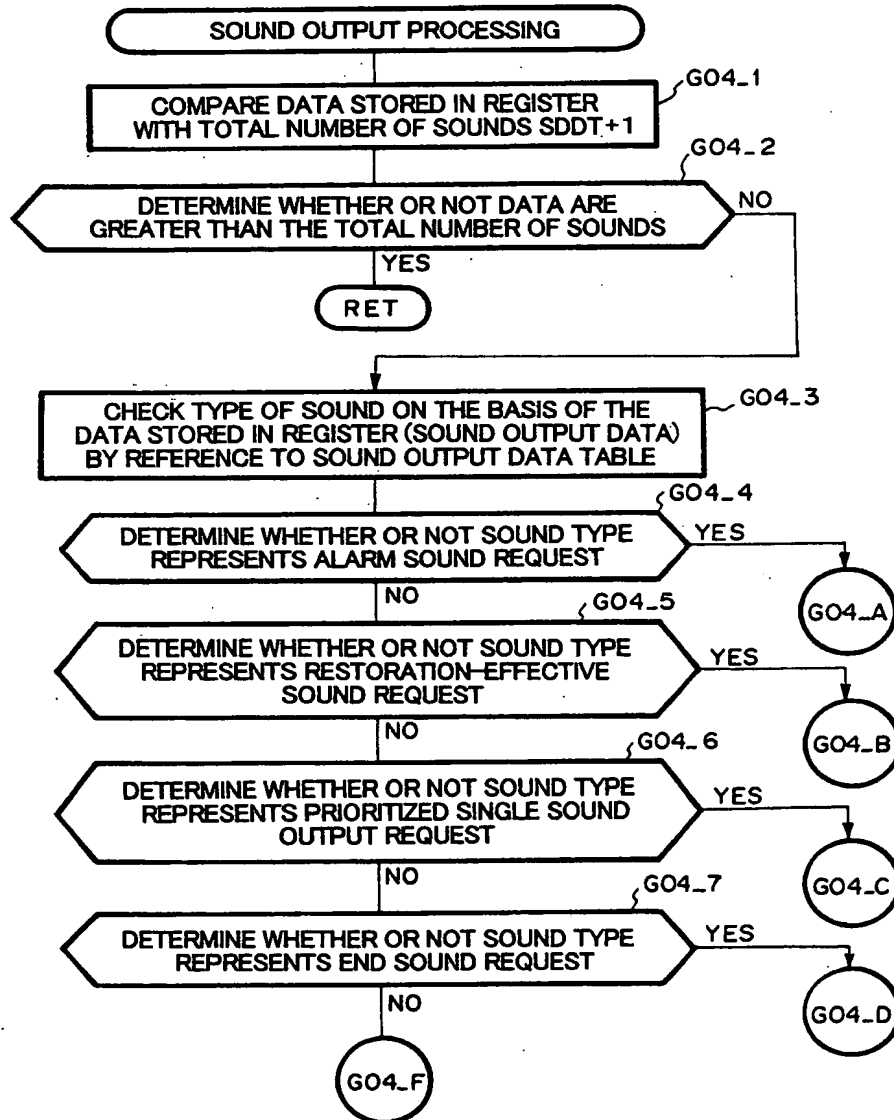 SOUND OUTPUT PROCESSING
G04_1
COMPARE DATA STORED IN REGISTER
WITH TOTAL NUMBER OF SOUNDS SDDT+1
G04_2
DETERMINE WHETHER OR NOT DATA ARE
GREATER THAN THE TOTAL NUMBER OF SOUNDS
NO
YES
RET
G04_3
CHECK TYPE OF SOUND ON THE BASIS OF THE
DATA STORED IN REGISTER (SOUND OUTPUT DATA)
BY REFERENCE TO SOUND OUTPUT DATA TABLE
G04_4
DETERMINE WHETHER OR NOT SOUND TYPE
REPRESENTS ALARM SOUND REQUEST
YES
G04_A
NO
G04_5
DETERMINE WHETHER OR NOT SOUND TYPE
REPRESENTS RESTORATION-EFFECTIVE
SOUND REQUEST
YES
G04_B
NO
G04_6
DETERMINE WHETHER OR NOT SOUND TYPE
REPRESENTS PRIORITIZED SINGLE SOUND
OUTPUT REQUEST
YES
G04_C
NO
G04_7
DETERMINE WHETHER OR NOT SOUND TYPE
REPRESENTS END SOUND REQUEST
YES
G04_D
NO
G04_F